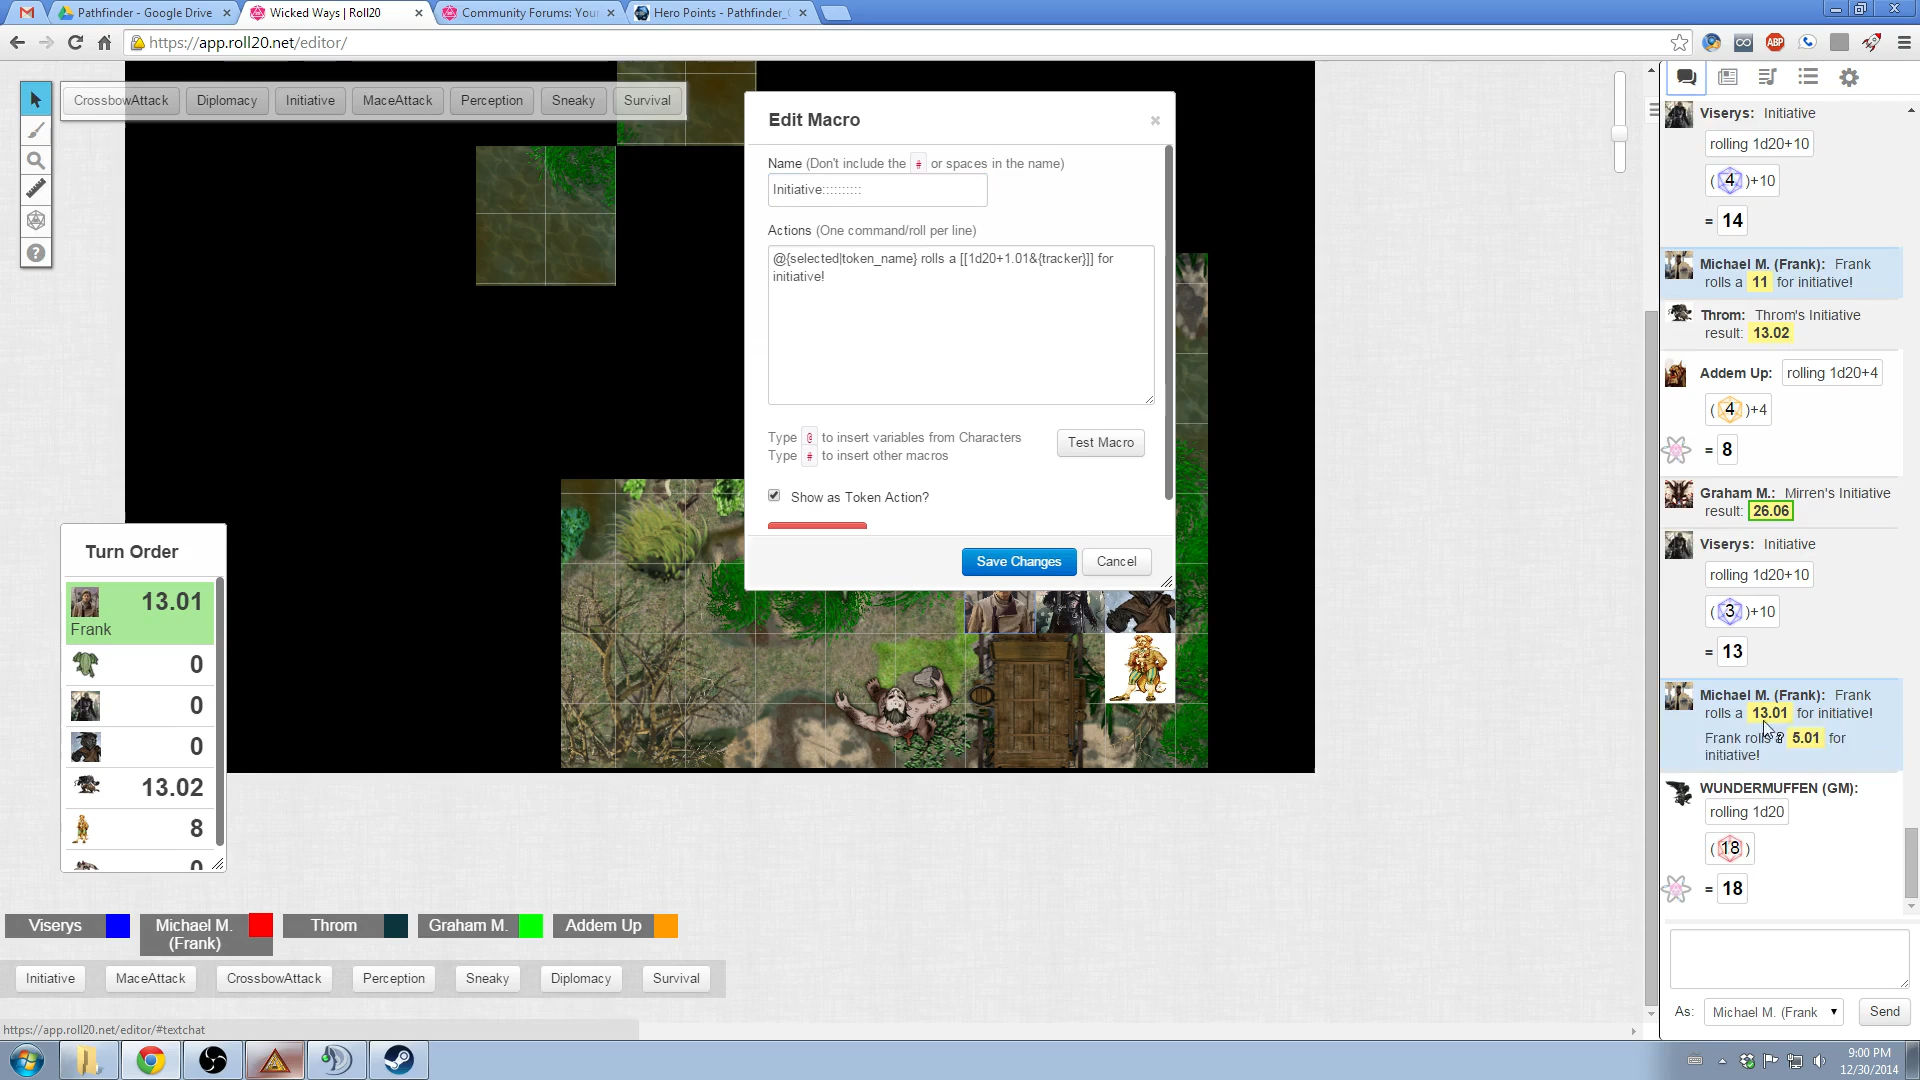 Pathfinder - Google Drive
Wicked Ways | Roll20
Community Forums: You
Hero Points - Pathfinder_
https://app.roll20.net/editor/
ABP
CrossbowAttack
Diplomacy
Initiative
MaceAttack
Perception
Sneaky
Survival
Edit Macro
Name (Don't include the # or spaces in the name)
Initiative::::::::::
Actions (One command/roll per line)
@{selected|token_name} rolls a [[1d20+1.01&{tracker}]] for
initiative!
Type @ to insert variables from Characters
Type # to insert other macros
Test Macro
Show as Token Action?
Save Changes
Cancel
Turn Order
13.01
Frank
0
0
0
13.02
8
0
Viserys
Michael M.
(Frank)
Throm
Graham M.
Addem Up
Initiative
MaceAttack
CrossbowAttack
Perception
Sneaky
Diplomacy
Survival
https://app.roll20.net/editor/#textchat
Viserys: Initiative
rolling 1d20+10
(4)+10
= 14
Michael M. (Frank): Frank
rolls a 11 for initiative!
Throm: Throm's Initiative
result: 13.02
Addem Up: rolling 1d20+4
(4)+4
= 8
Graham M.: Mirren's Initiative
result: 26.06
Viserys: Initiative
rolling 1d20+10
(3)+10
= 13
Michael M. (Frank): Frank
rolls a 13.01 for initiative!
Frank rolls a 5.01 for
initiative!
WUNDERMUFFEN (GM):
rolling 1d20
(18)
= 18
As:
Michael M. (Frank
Send
9:00 PM
12/30/2014